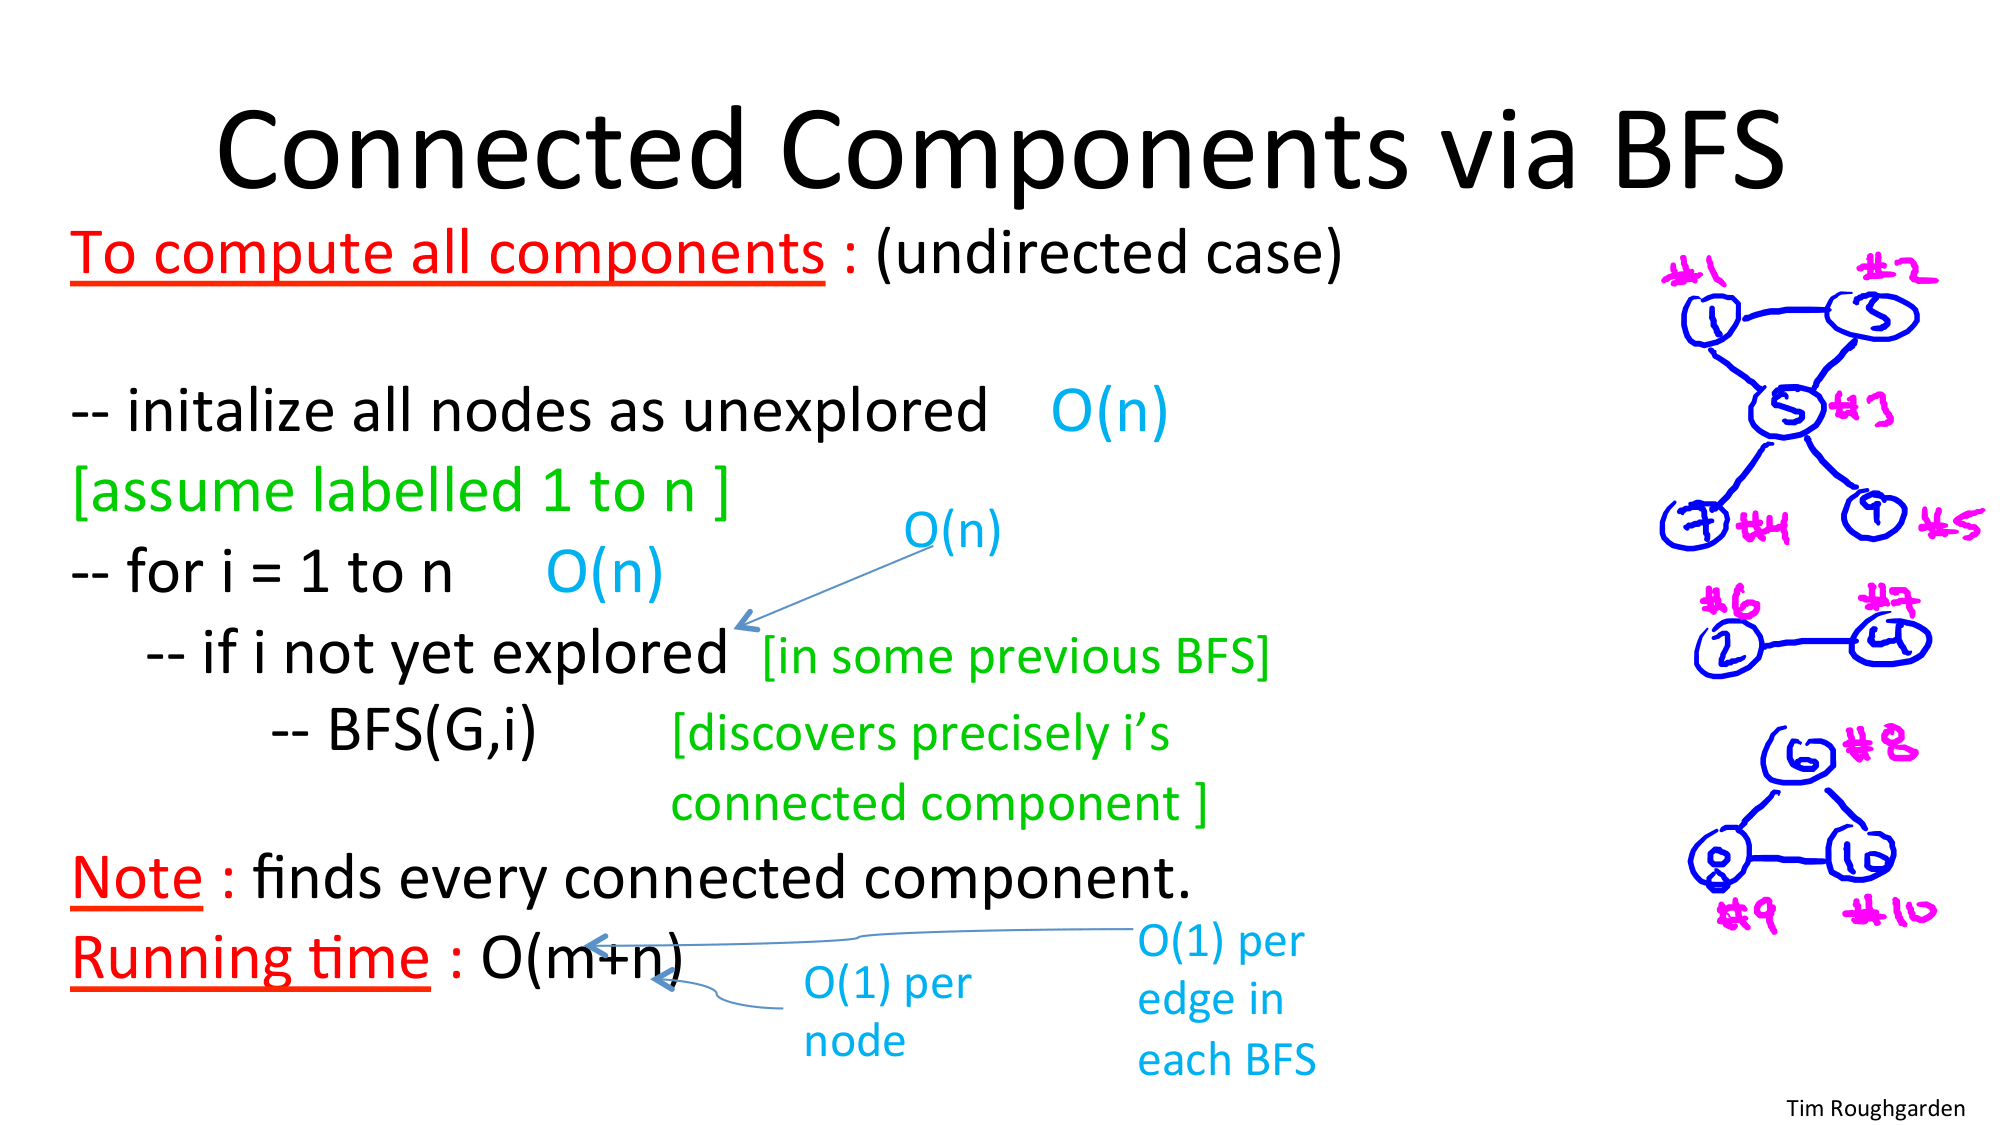 Connected Components via BFS
To compute all components : (undirected case)
-- initalize all nodes as unexplored O(n)
[assume labelled 1 to n ]
O(n)
-- for i = 1 to n O(n)
-- if i not yet explored [in some previous BFS]
-- BFS(G,i) [discovers precisely i’s
connected component ]
Note : finds every connected component.
Running time : O(m+n)
O(1) per
node
O(1) per
edge in
each BFS
#1 #2
1 3
5 #3
7 #4 9 #5
#6 #7
2 4
6 #8
8 10
#9 #10
Tim Roughgarden